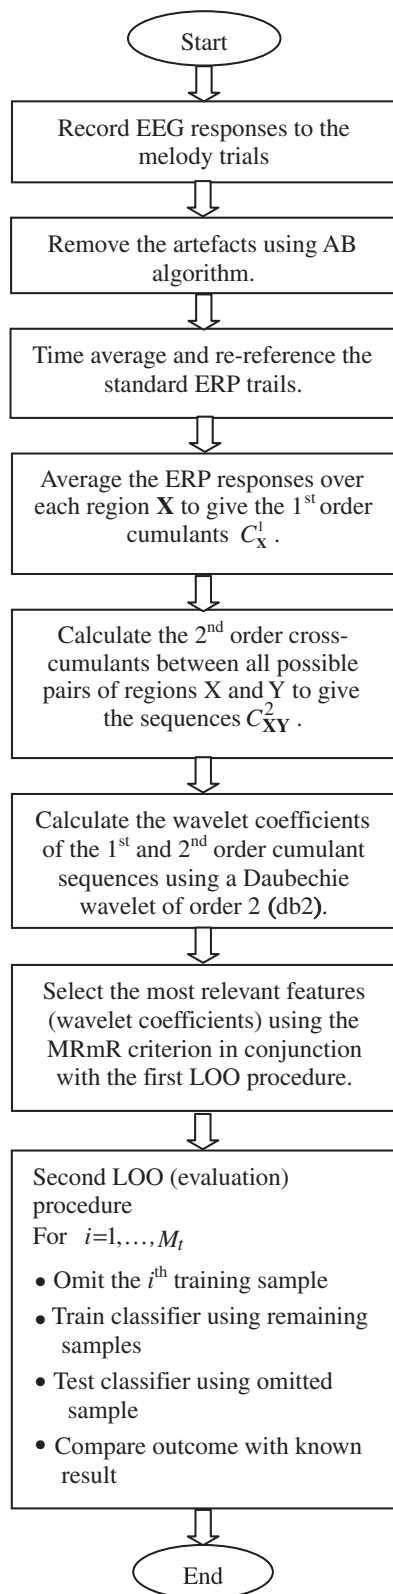 Start
Record EEG responses to the
melody trials
Remove the artefacts using AB
algorithm.
Time average and re-reference the
standard ERP trails.
Average the ERP responses over
each region X to give the 1st order
cumulants C_X^1 .
Calculate the 2nd order cross-
cumulants between all possible
pairs of regions X and Y to give
the sequences C_XY^2 .
Calculate the wavelet coefficients
of the 1st and 2nd order cumulant
sequences using a Daubechie
wavelet of order 2 (db2).
Select the most relevant features
(wavelet coefficients) using the
MRmR criterion in conjunction
with the first LOO procedure.
Second LOO (evaluation)
procedure
For i=1,…,M_t
• Omit the i^th training sample
• Train classifier using remaining
samples
• Test classifier using omitted
sample
• Compare outcome with known
result
End